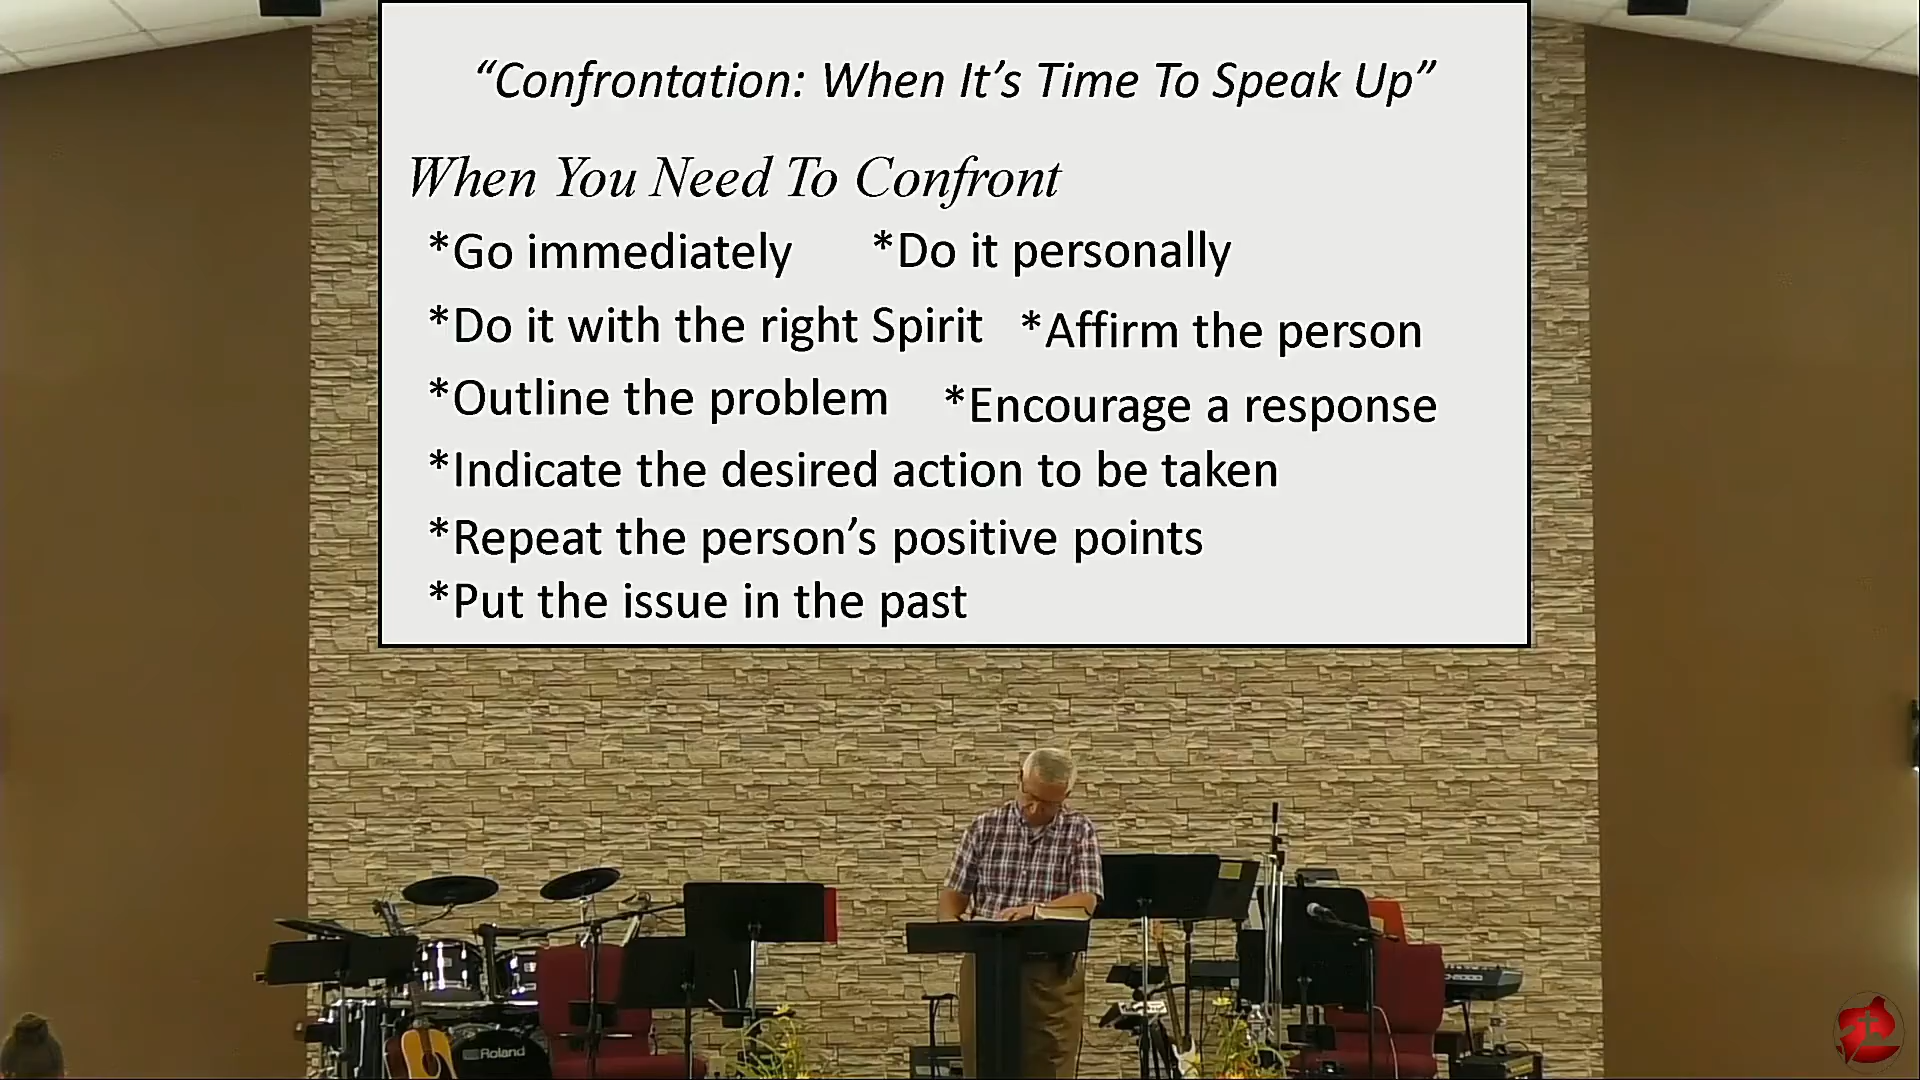 “Confrontation: When It’s Time To Speak Up”
When You Need To Confront
*Go immediately *Do it personally
*Do it with the right Spirit *Affirm the person
*Outline the problem *Encourage a response
*Indicate the desired action to be taken
*Repeat the person’s positive points
*Put the issue in the past
Roland